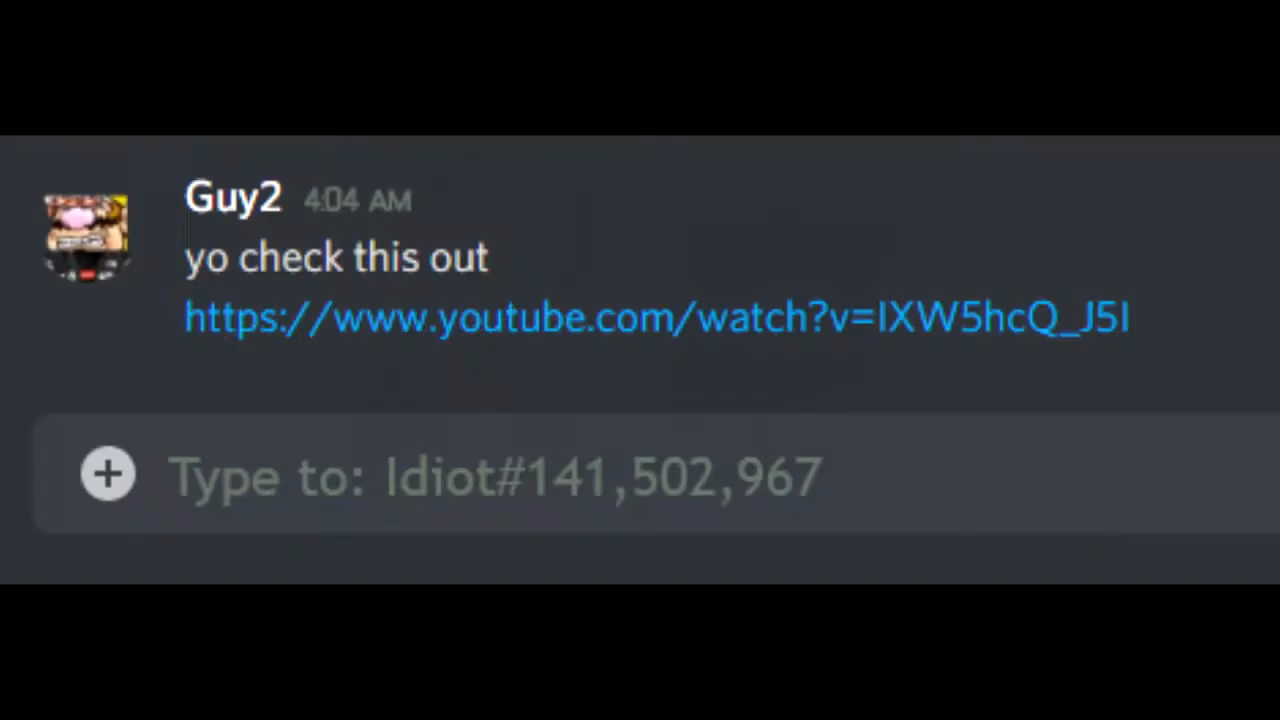 Guy2 4:04 AM
yo check this out
https://www.youtube.com/watch?v=IXW5hcQ_J5I
Type to: Idiot#141,502,967